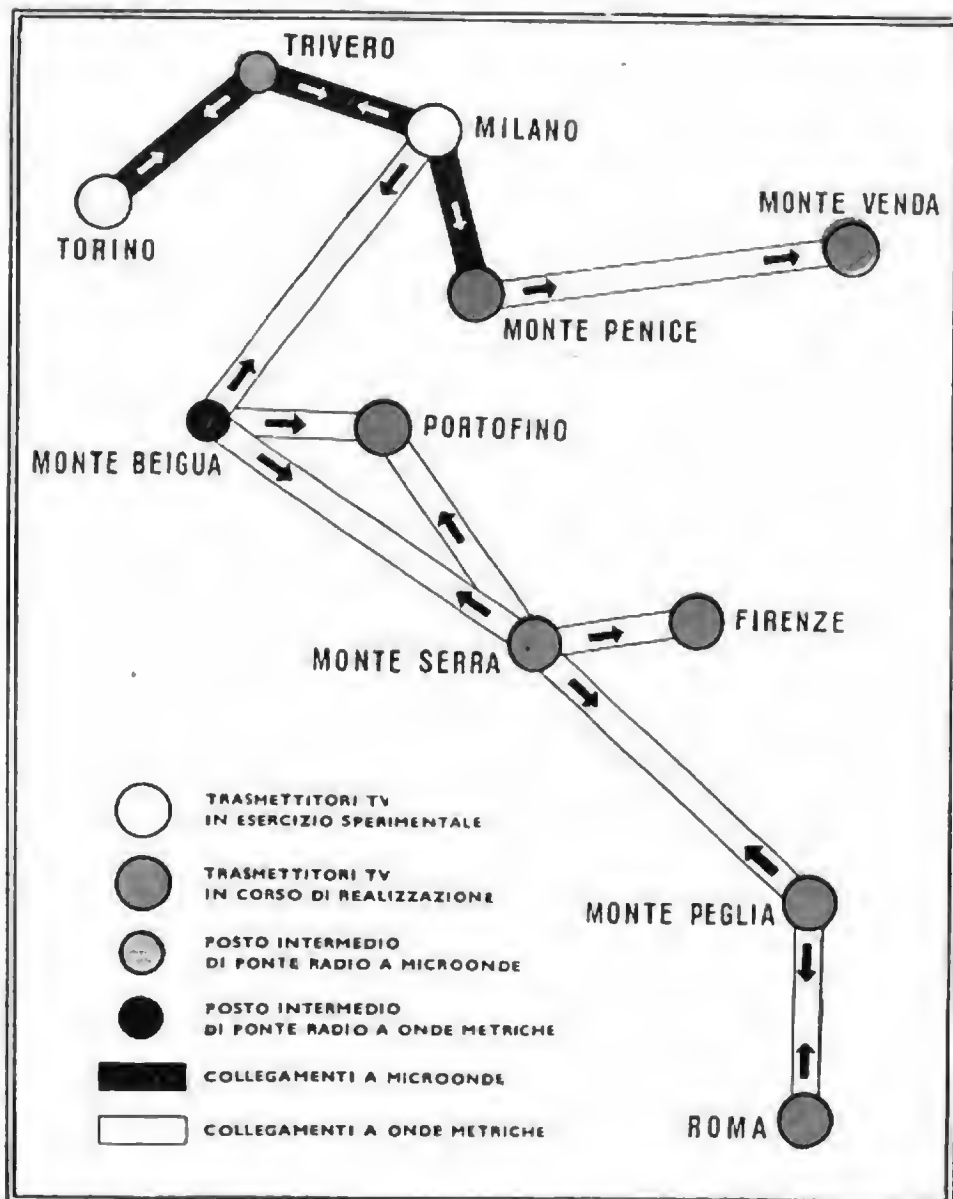 TRIVERO
MILANO
TORINO
MONTE VENDA
MONTE PENICE
PORTOFINO
MONTE BEIGUA
FIRENZE
MONTE SERRA
MONTE PEGLIA
ROMA
TRASMETTITORI TV
IN ESERCIZIO SPERIMENTALE
TRASMETTITORI TV
IN CORSO DI REALIZZAZIONE
POSTO INTERMEDIO
DI PONTE RADIO A MICROONDE
POSTO INTERMEDIO
DI PONTE RADIO A ONDE METRICHE
COLLEGAMENTI A MICROONDE
COLLEGAMENTI A ONDE METRICHE